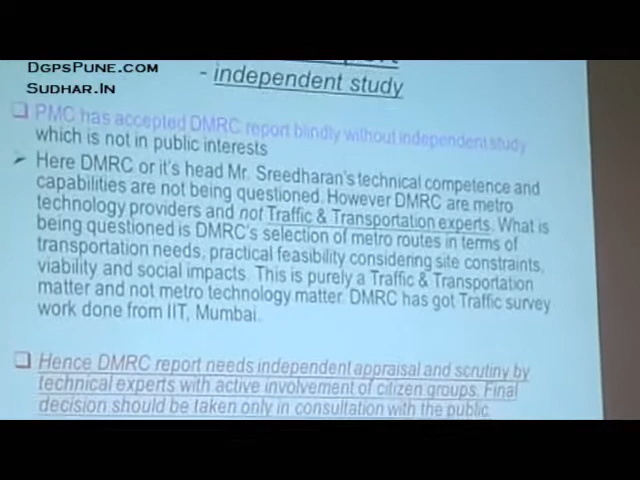 DgpsPune.com
Sudhar.In
- independent study
❑ PMC has accepted DMRC report blindly without independent study
which is not in public interests
➢ Here DMRC or it's head Mr. Sreedharan's technical competence and
capabilities are not being questioned. However DMRC are metro
technology providers and not Traffic & Transportation experts. What is
being questioned is DMRC's selection of metro routes in terms of
transportation needs, practical feasibility considering site constraints,
viability and social impacts. This is purely a Traffic & Transportation
matter and not metro technology matter. DMRC has got Traffic survey
work done from IIT, Mumbai.
❑ Hence DMRC report needs independent appraisal and scrutiny by
technical experts with active involvement of citizen groups. Final
decision should be taken only in consultation with the public.